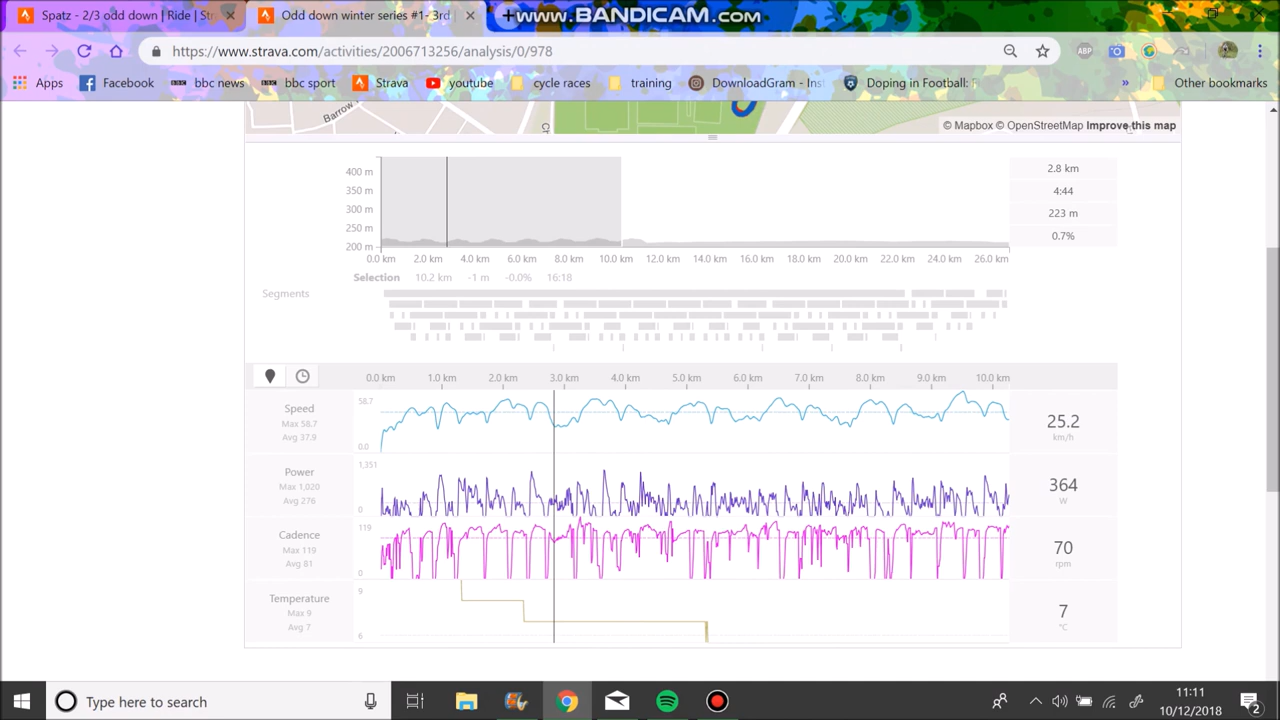 Spatz - 2/3 odd down | Ride | St
Odd down winter series #1- 3rd
www.BANDICAM.com
https://www.strava.com/activities/2006713256/analysis/0/978
ABP
Apps
Facebook
BBC bbc news
BBC bbc sport
Strava
youtube
cycle races
training
DownloadGram - Inst
Doping in Football:
»
Other bookmarks
Barrow
© Mapbox © OpenStreetMap Improve this map
400 m
350 m
300 m
250 m
200 m
2.8 km
4:44
223 m
0.7%
0.0 km 2.0 km 4.0 km 6.0 km 8.0 km 10.0 km 12.0 km 14.0 km 16.0 km 18.0 km 20.0 km 22.0 km 24.0 km 26.0 km
Selection 10.2 km -1 m -0.0% 16:18
Segments
0.0 km 1.0 km 2.0 km 3.0 km 4.0 km 5.0 km 6.0 km 7.0 km 8.0 km 9.0 km 10.0 km
Speed
Max 58.7
Avg 37.9
58.7
0.0
25.2
km/h
Power
Max 1,020
Avg 276
1,351
0
364
W
Cadence
Max 119
Avg 81
119
0
70
rpm
Temperature
Max 9
Avg 7
9
6
7
°C
Type here to search
11:11
10/12/2018
2